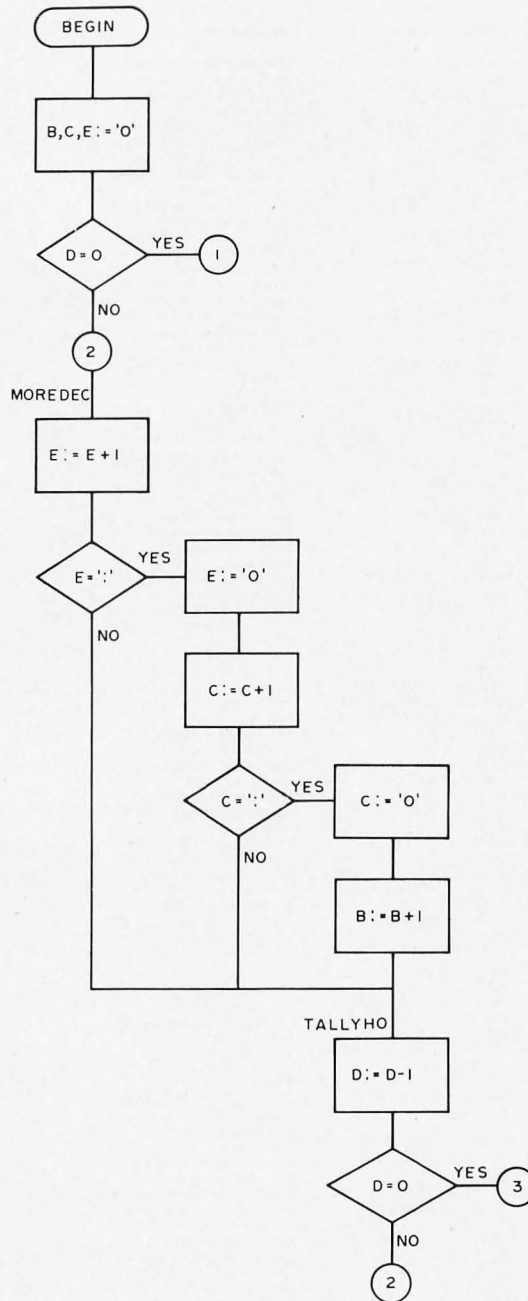 BEGIN
B,C,E:='0'
D=0
YES
1
NO
2
MOREDEC
E:=E+1
E=':'
YES
E:='0'
NO
C:=C+1
C=':'
YES
C:='0'
NO
B:=B+1
TALLYHO
D:=D-1
D=0
YES
3
NO
2